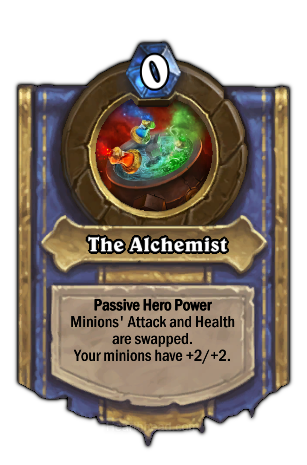 0
The Alchemist
Passive Hero Power
Minions' Attack and Health
are swapped.
Your minions have +2/+2.